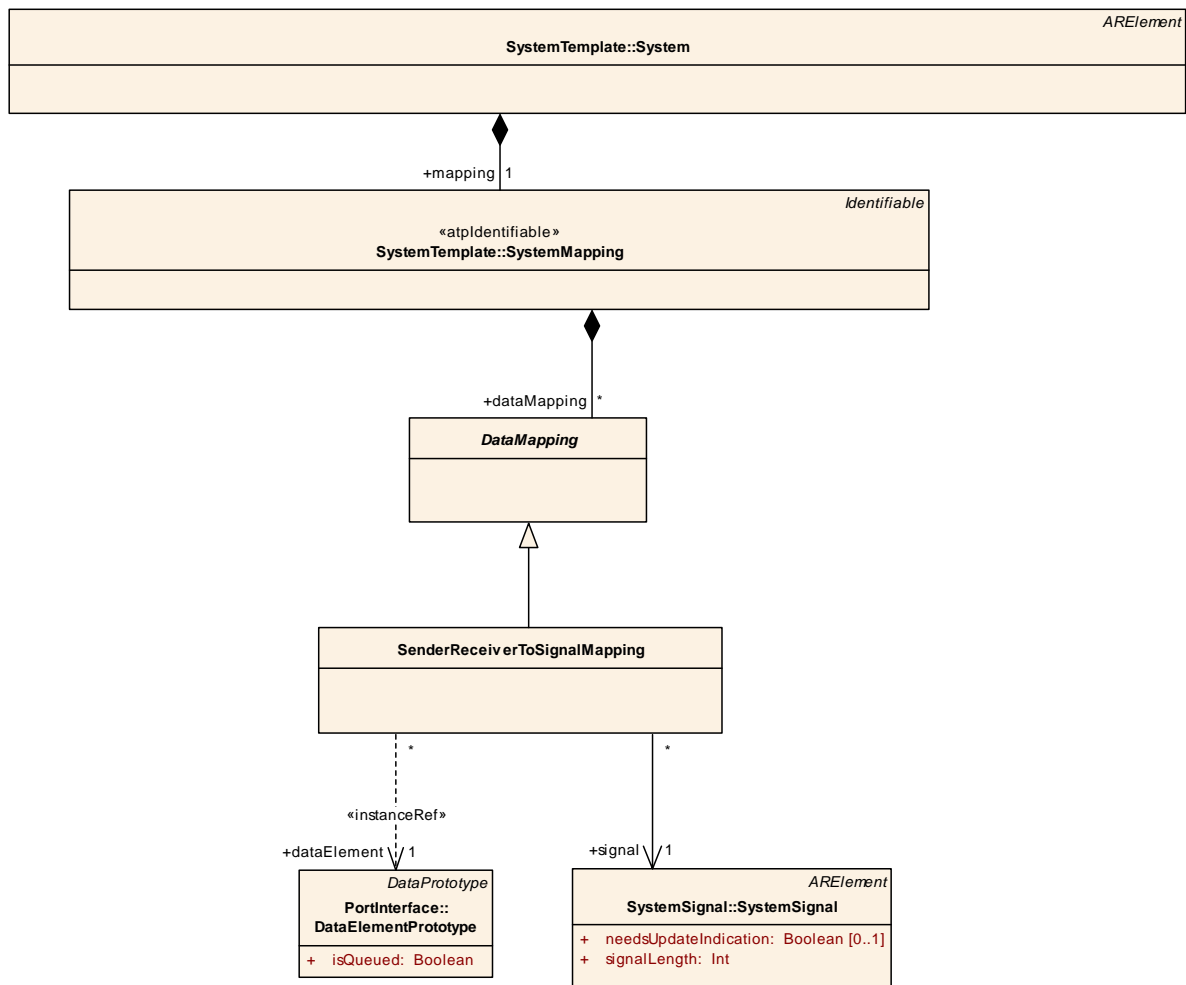 ARElement
SystemTemplate::System
+mapping 1
Identifiable
«atpIdentifiable»
SystemTemplate::SystemMapping
+dataMapping *
DataMapping
SenderReceiverToSignalMapping
* *
«instanceRef»
+dataElement 1
+signal 1
DataPrototype
PortInterface::
DataElementPrototype
+ isQueued: Boolean
ARElement
SystemSignal::SystemSignal
+ needsUpdateIndication: Boolean [0..1]
+ signalLength: Int